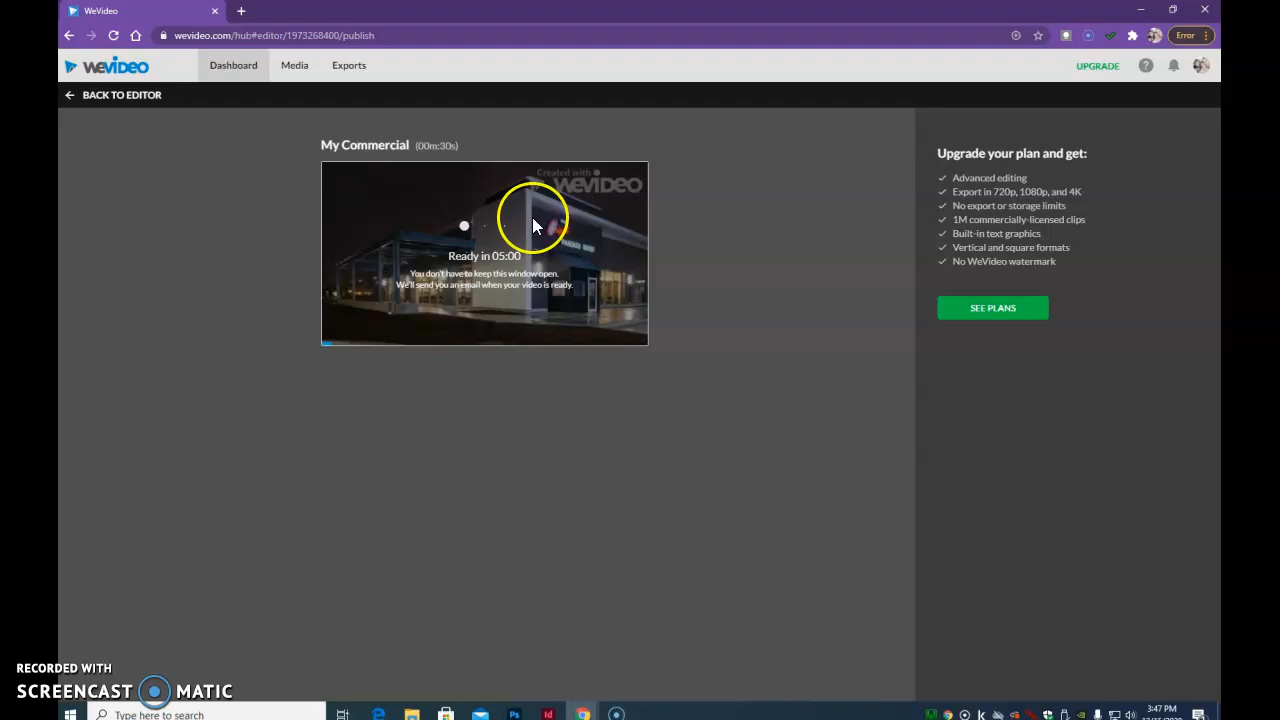 WeVideo
wevideo.com/hub#editor/1973268400/publish
Error
WEVIDEO
Dashboard
Media
Exports
UPGRADE
BACK TO EDITOR
My Commercial (00m:30s)
Created with
WEVIDEO
Ready in 05:00
You don't have to keep this window open.
We'll send you an email when your video is ready.
Upgrade your plan and get:
Advanced editing
Export in 720p, 1080p, and 4K
No export or storage limits
1M commercially-licensed clips
Built-in text graphics
Vertical and square formats
No WeVideo watermark
SEE PLANS
RECORDED WITH
SCREENCAST MATIC
Type here to search
Ps
Id
3:47 PM